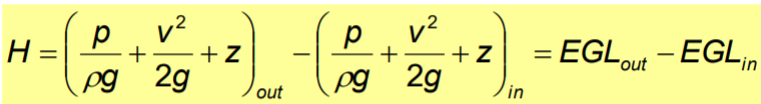 H = (p/ρg + v²/2g + z)out − (p/ρg + v²/2g + z)in = EGLout − EGLin